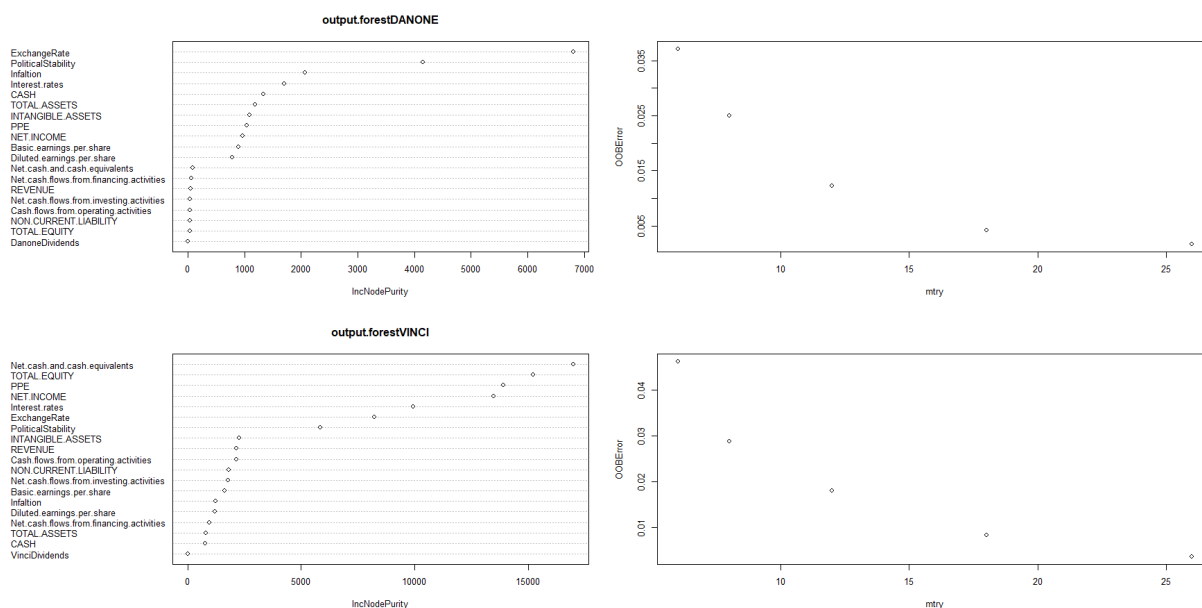 output.forestDANONE
ExchangeRate
PoliticalStability
Infaltion
Interest.rates
CASH
TOTAL.ASSETS
INTANGIBLE.ASSETS
PPE
NET.INCOME
Basic.earnings.per.share
Diluted.earnings.per.share
Net.cash.and.cash.equivalents
Net.cash.flows.from.financing.activities
REVENUE
Net.cash.flows.from.investing.activities
Cash.flows.from.operating.activities
NON.CURRENT.LIABILITY
TOTAL.EQUITY
DanoneDividends
0 1000 2000 3000 4000 5000 6000 7000
IncNodePurity
OOBError
0.035
0.025
0.015
0.005
10 15 20 25
mtry
output.forestVINCI
Net.cash.and.cash.equivalents
TOTAL.EQUITY
PPE
NET.INCOME
Interest.rates
ExchangeRate
PoliticalStability
INTANGIBLE.ASSETS
REVENUE
Cash.flows.from.operating.activities
NON.CURRENT.LIABILITY
Net.cash.flows.from.investing.activities
Basic.earnings.per.share
Infaltion
Diluted.earnings.per.share
Net.cash.flows.from.financing.activities
TOTAL.ASSETS
CASH
VinciDividends
0 5000 10000 15000
IncNodePurity
OOBError
0.04
0.03
0.02
0.01
10 15 20 25
mtry